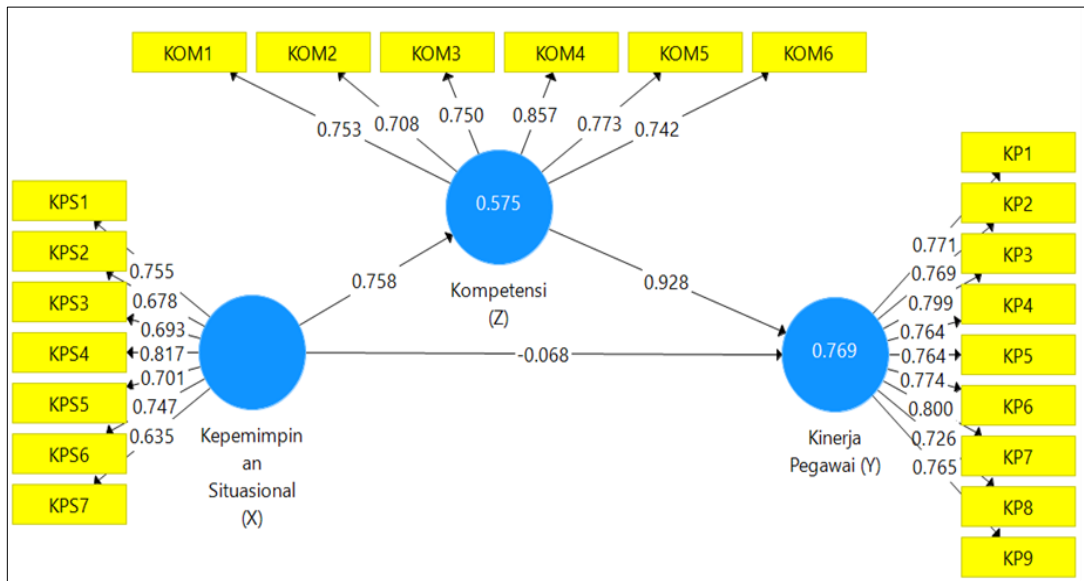 KOM1
KOM2
KOM3
KOM4
KOM5
KOM6
0.753
0.708
0.750
0.857
0.773
0.742
KPS1
KPS2
KPS3
KPS4
KPS5
KPS6
KPS7
0.755
0.678
0.693
0.817
0.701
0.747
0.635
Kepemimpin
an
Situasional
(X)
0.758
0.575
Kompetensi
(Z)
0.928
-0.068
0.769
Kinerja
Pegawai (Y)
0.771
0.769
0.799
0.764
0.764
0.774
0.800
0.726
0.765
KP1
KP2
KP3
KP4
KP5
KP6
KP7
KP8
KP9